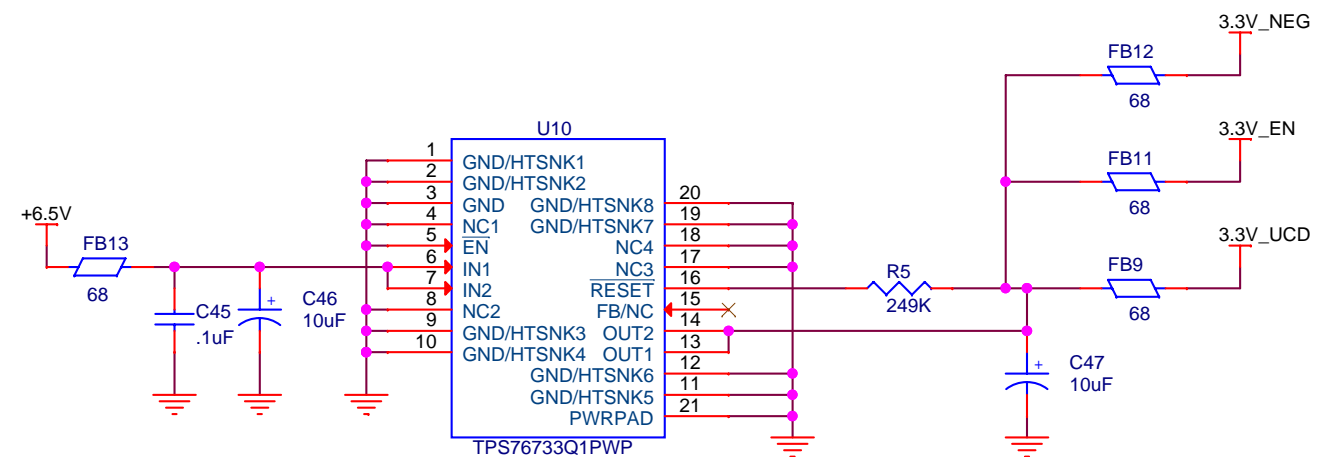 3.3V_NEG
FB12
68
U10
3.3V_EN
FB11
68
1 GND/HTSNK1
2 GND/HTSNK2
3 GND
4 NC1
5 EN
6 IN1
7 IN2
8 NC2
9 GND/HTSNK3
10 GND/HTSNK4
GND/HTSNK8 20
GND/HTSNK7 19
NC4 18
NC3 17
RESET 16
FB/NC 15
OUT2 14
OUT1 13
GND/HTSNK6 12
GND/HTSNK5 11
PWRPAD 21
TPS76733Q1PWP
+6.5V
FB13
68
C45
.1uF
C46
10uF
+
R5
249K
3.3V_UCD
FB9
68
+
C47
10uF